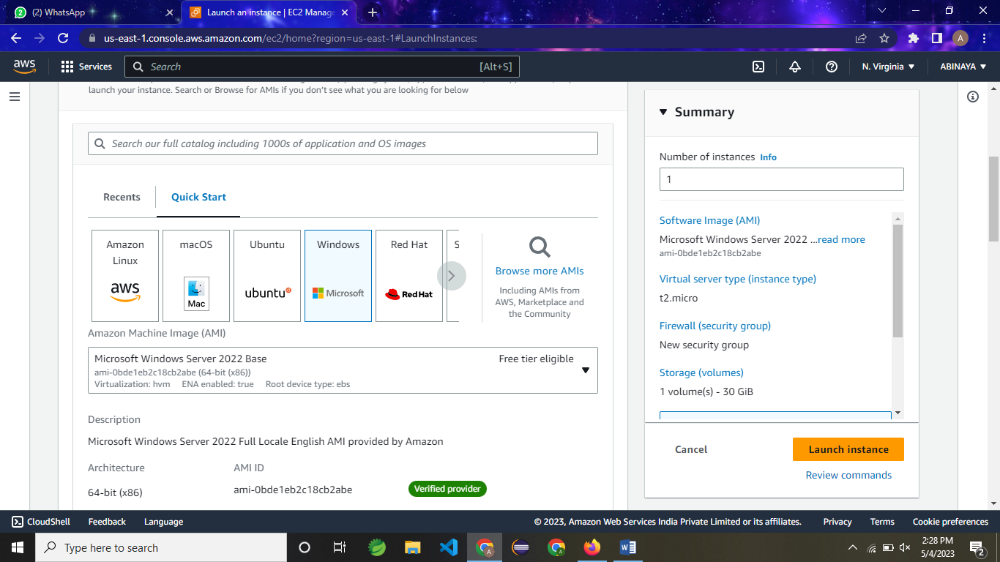 (2) WhatsApp
Launch an instance | EC2 Manage
us-east-1.console.aws.amazon.com/ec2/home?region=us-east-1#LaunchInstances:
A
aws
Services
Search
[Alt+S]
N. Virginia
ABINAYA
launch your instance. Search or Browse for AMIs if you don't see what you are looking for below
Search our full catalog including 1000s of application and OS images
Recents
Quick Start
Amazon
Linux
aws
macOS
Mac
Ubuntu
ubuntu
Windows
Microsoft
Red Hat
Red Hat
S
Browse more AMIs
Including AMIs from
AWS, Marketplace and
the Community
Amazon Machine Image (AMI)
Microsoft Windows Server 2022 Base
Free tier eligible
ami-0bde1eb2c18cb2abe (64-bit (x86))
Virtualization: hvm ENA enabled: true Root device type: ebs
Description
Microsoft Windows Server 2022 Full Locale English AMI provided by Amazon
Architecture
AMI ID
64-bit (x86)
ami-0bde1eb2c18cb2abe
Verified provider
Summary
Number of instances Info
1
Software Image (AMI)
Microsoft Windows Server 2022 ...read more
ami-0bde1eb2c18cb2abe
Virtual server type (instance type)
t2.micro
Firewall (security group)
New security group
Storage (volumes)
1 volume(s) - 30 GiB
Cancel
Launch instance
Review commands
CloudShell
Feedback
Language
© 2023, Amazon Web Services India Private Limited or its affiliates.
Privacy
Terms
Cookie preferences
Type here to search
2:28 PM
5/4/2023
2